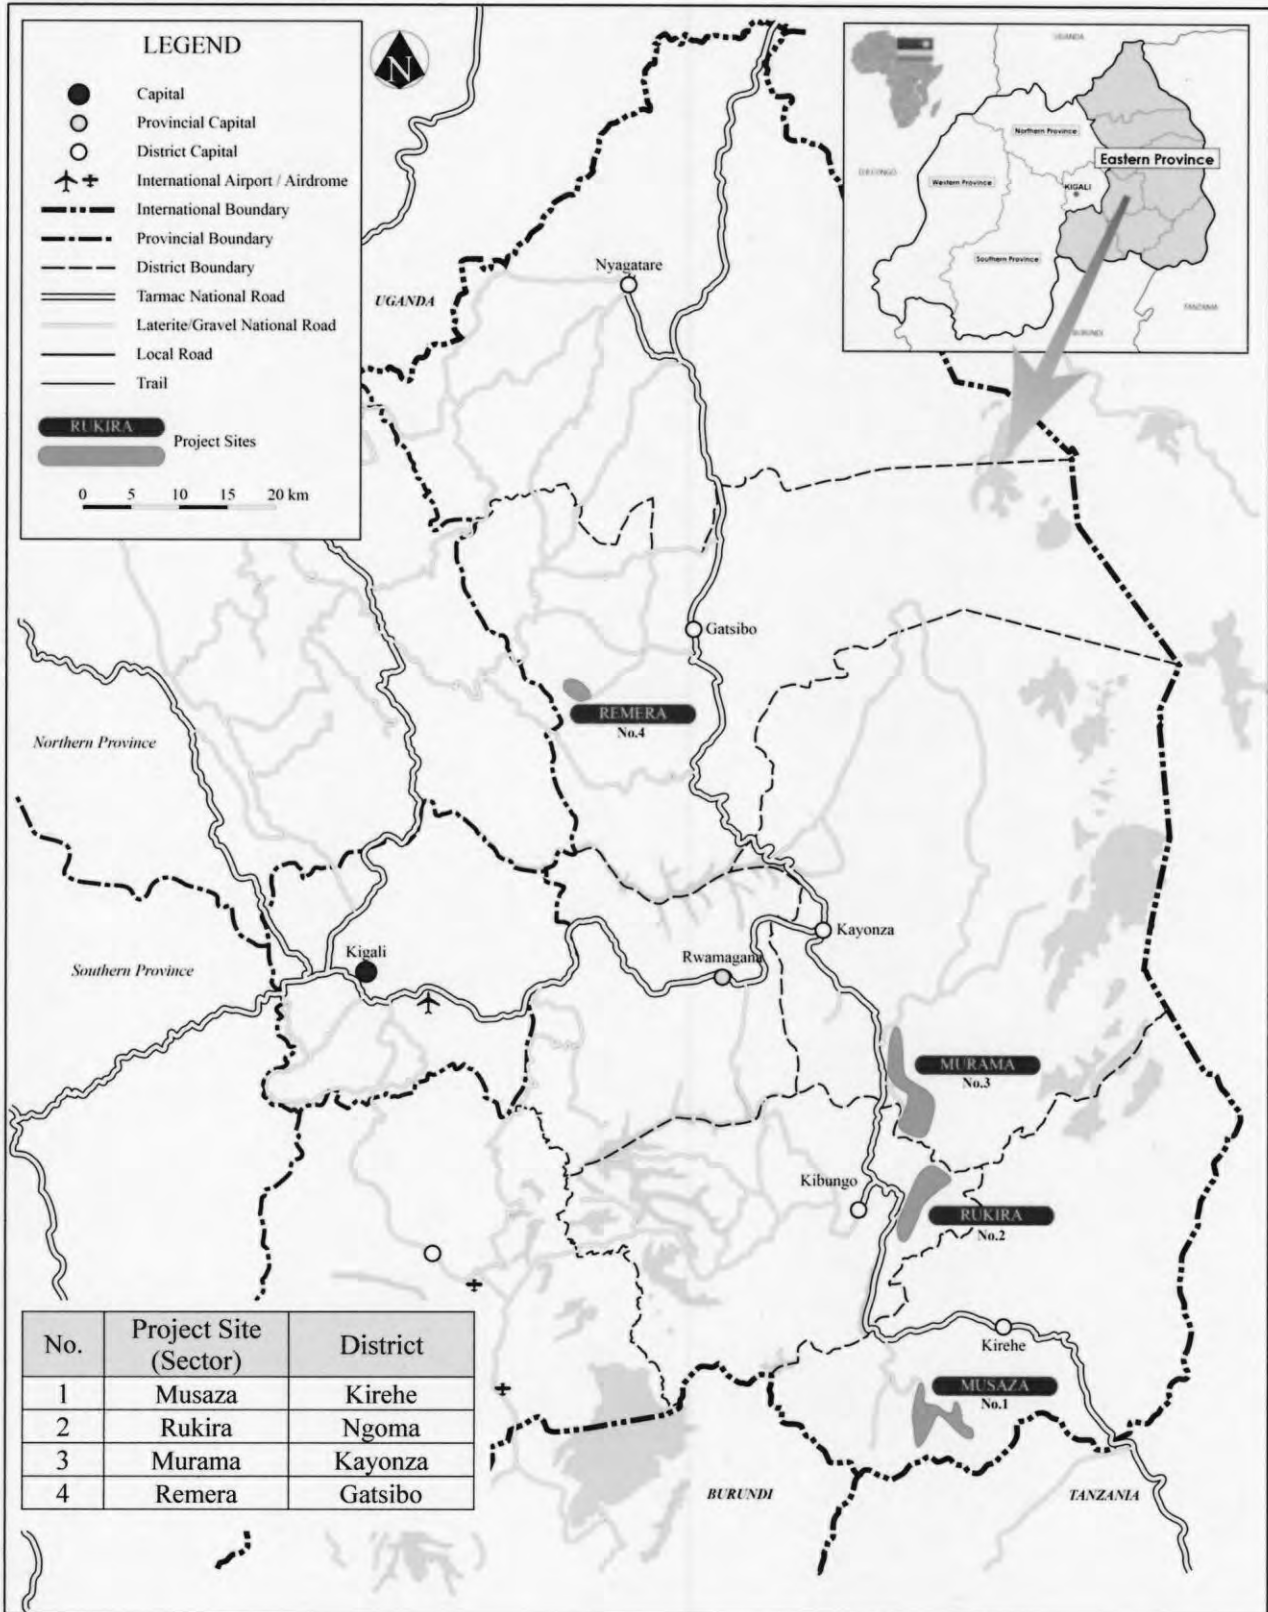 LEGEND
Capital
Provincial Capital
District Capital
International Airport / Airdrome
International Boundary
Provincial Boundary
District Boundary
Tarmac National Road
Laterite/Gravel National Road
Local Road
Trail
RUKIRA
Project Sites
0 5 10 15 20 km
N
UGANDA
Northern Province
Eastern Province
Western Province
KIGALI
Southern Province
TANZANIA
BURUNDI
Nyagatare
UGANDA
Gatsibo
REMERA
No.4
Northern Province
Kayonza
Kigali
Rwamagana
Southern Province
MURAMA
No.3
Kibungo
RUKIRA
No.2
Kirehe
MUSAZA
No.1
BURUNDI
TANZANIA
No. Project Site (Sector) District
1 Musaza Kirehe
2 Rukira Ngoma
3 Murama Kayonza
4 Remera Gatsibo